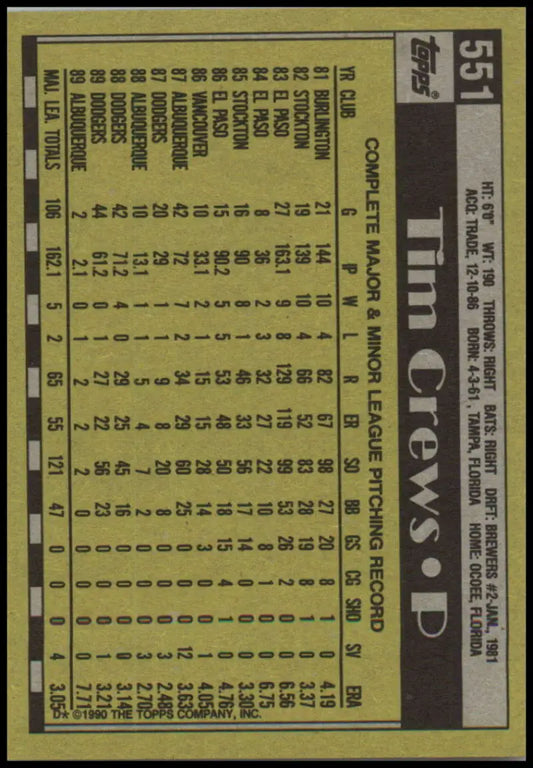 551
HT: 6'0" WT: 190 THROWS: RIGHT BATS: RIGHT DRFT: BREWERS #2-JAN., 1981
ACQ: TRADE, 12-10-86 BORN: 4-3-61, TAMPA, FLORIDA HOME: OCOEE, FLORIDA
topps® Tim Crews • P
COMPLETE MAJOR & MINOR LEAGUE PITCHING RECORD
YR CLUB G IP W L R ER SO BB GS CG SHO SV ERA
81 BURLINGTON 21 144 10 4 82 67 98 27 20 8 1 0 4.19
82 STOCKTON 19 139 10 4 66 52 83 28 19 8 1 0 3.37
83 EL PASO 27 163.1 9 8 129 119 99 53 26 2 0 0 6.56
84 EL PASO 8 36 2 3 32 27 22 10 8 1 0 0 6.75
85 STOCKTON 16 90 8 1 46 33 56 17 14 0 0 0 3.30
86 EL PASO 15 90.2 5 5 53 48 50 18 15 4 1 0 4.76
86 VANCOUVER 10 33.1 2 1 15 15 28 14 3 0 0 1 4.05
87 ALBUQUERQUE 42 72 7 2 34 29 60 25 0 0 0 12 3.63
87 DODGERS 20 29 1 1 9 8 20 8 0 0 0 3 2.48
88 ALBUQUERQUE 10 13.1 1 1 5 4 7 2 0 0 0 3 2.70
88 DODGERS 42 71.2 4 0 29 25 45 16 0 0 0 0 3.14
89 DODGERS 44 61.2 0 1 27 22 56 23 0 0 0 1 3.21
89 ALBUQUERQUE 2 2.1 0 1 2 2 2 0 0 0 0 0 7.71
MAJ. LEA. TOTALS 106 162.1 5 2 65 55 121 47 0 0 0 4 3.05
D* ©1990 THE TOPPS COMPANY, INC.